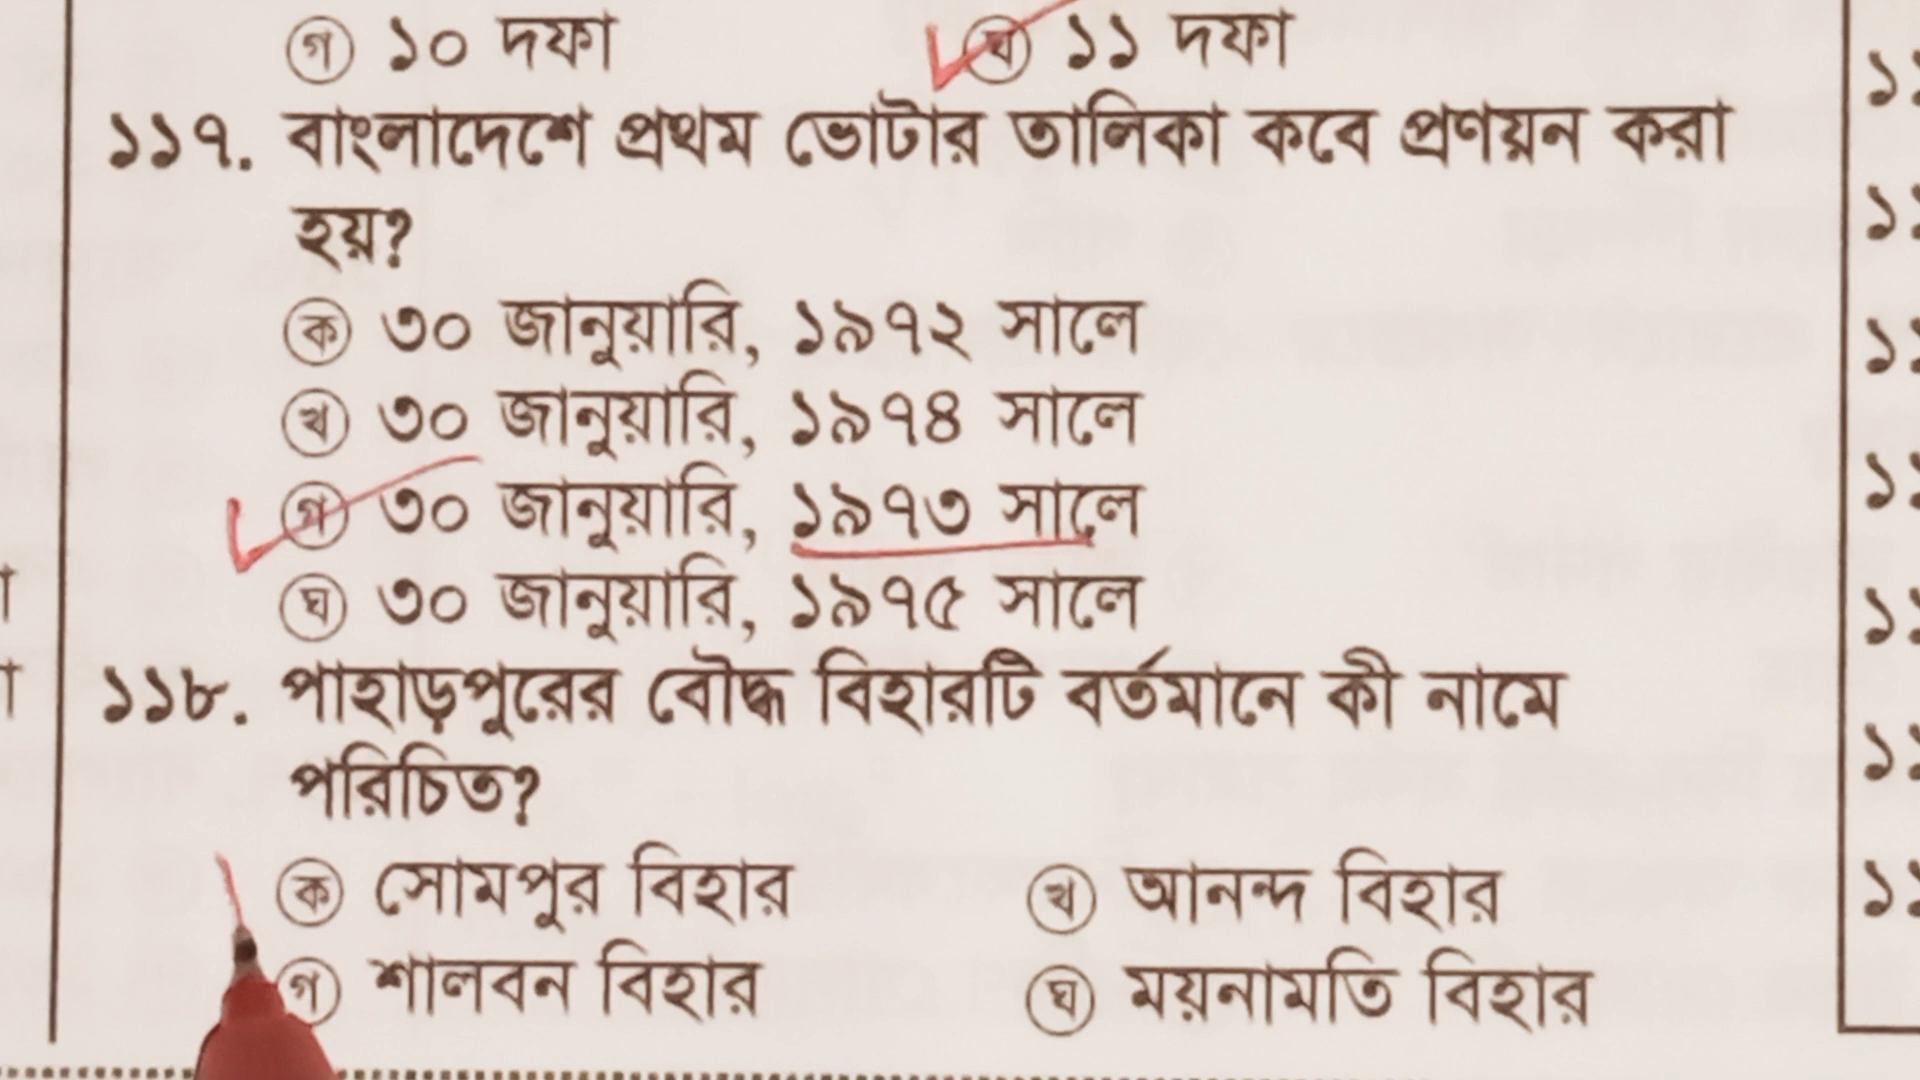 গ ১০ দফা ঘ ১১ দফা
১১৭. বাংলাদেশে প্রথম ভোটার তালিকা কবে প্রণয়ন করা
হয়?
ক ৩০ জানুয়ারি, ১৯৭২ সালে
খ ৩০ জানুয়ারি, ১৯৭৪ সালে
গ ৩০ জানুয়ারি, ১৯৭৩ সালে
ঘ ৩০ জানুয়ারি, ১৯৭৫ সালে
১১৮. পাহাড়পুরের বৌদ্ধ বিহারটি বর্তমানে কী নামে
পরিচিত?
ক সোমপুর বিহার খ আনন্দ বিহার
গ শালবন বিহার ঘ ময়নামতি বিহার